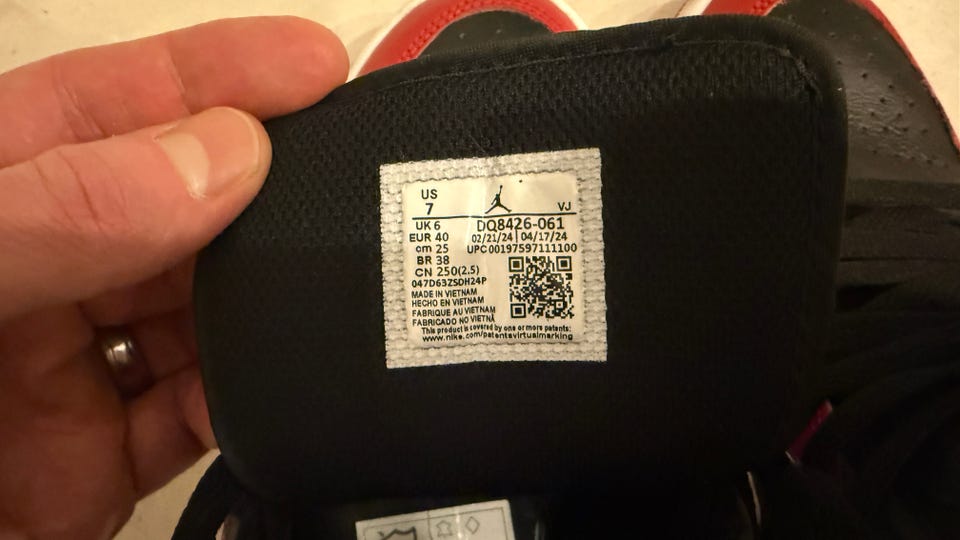 US
7
VJ
UK 6
DQ8426-061
EUR 40
02/21/24 | 04/17/24
cm 25
UPC 00197597111100
BR 38
CN 250(2.5)
047D63ZSDH24P
MADE IN VIETNAM
HECHO EN VIETNAM
FABRIQUE AU VIETNAM
FABRICADO NO VIETNÃ
This product is covered by one or more patents:
www.nike.com/patentsvirtualmarking